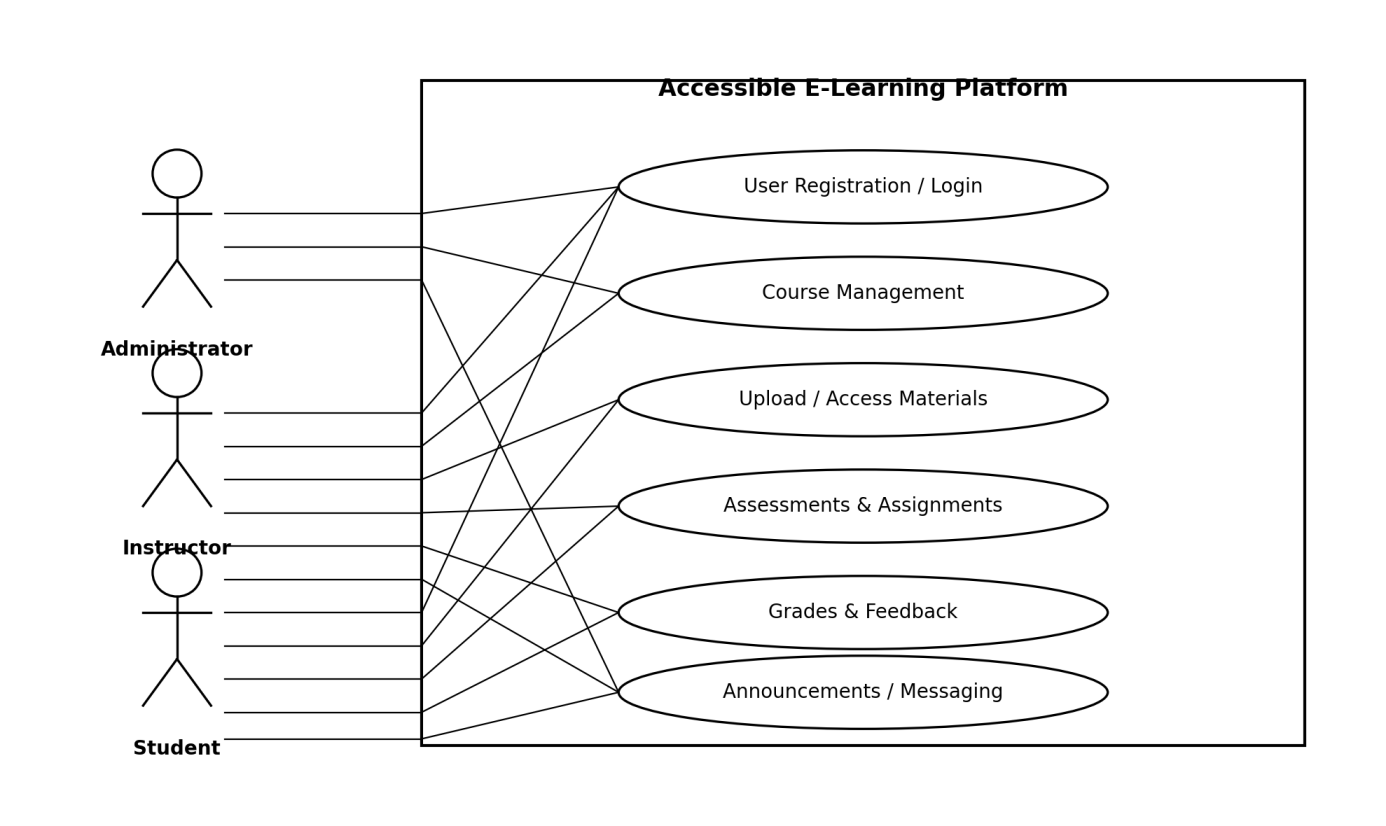 Accessible E-Learning Platform
User Registration / Login
Course Management
Administrator
Upload / Access Materials
Assessments & Assignments
Instructor
Grades & Feedback
Announcements / Messaging
Student